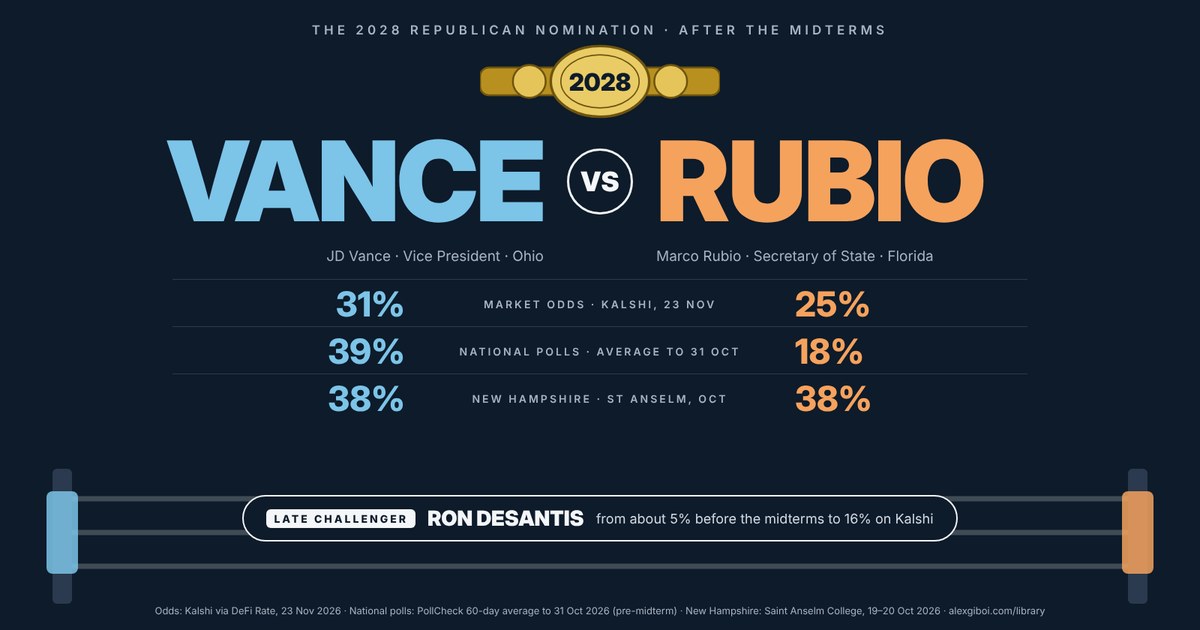 THE 2028 REPUBLICAN NOMINATION · AFTER THE MIDTERMS
2028
VANCE VS RUBIO
JD Vance · Vice President · Ohio
Marco Rubio · Secretary of State · Florida
31% MARKET ODDS · KALSHI, 23 NOV 25%
39% NATIONAL POLLS · AVERAGE TO 31 OCT 18%
38% NEW HAMPSHIRE · ST ANSELM, OCT 38%
LATE CHALLENGER RON DESANTIS from about 5% before the midterms to 16% on Kalshi
Odds: Kalshi via DeFi Rate, 23 Nov 2026 · National polls: PollCheck 60-day average to 31 Oct 2026 (pre-midterm) · New Hampshire: Saint Anselm College, 19–20 Oct 2026 · alexgiboi.com/library